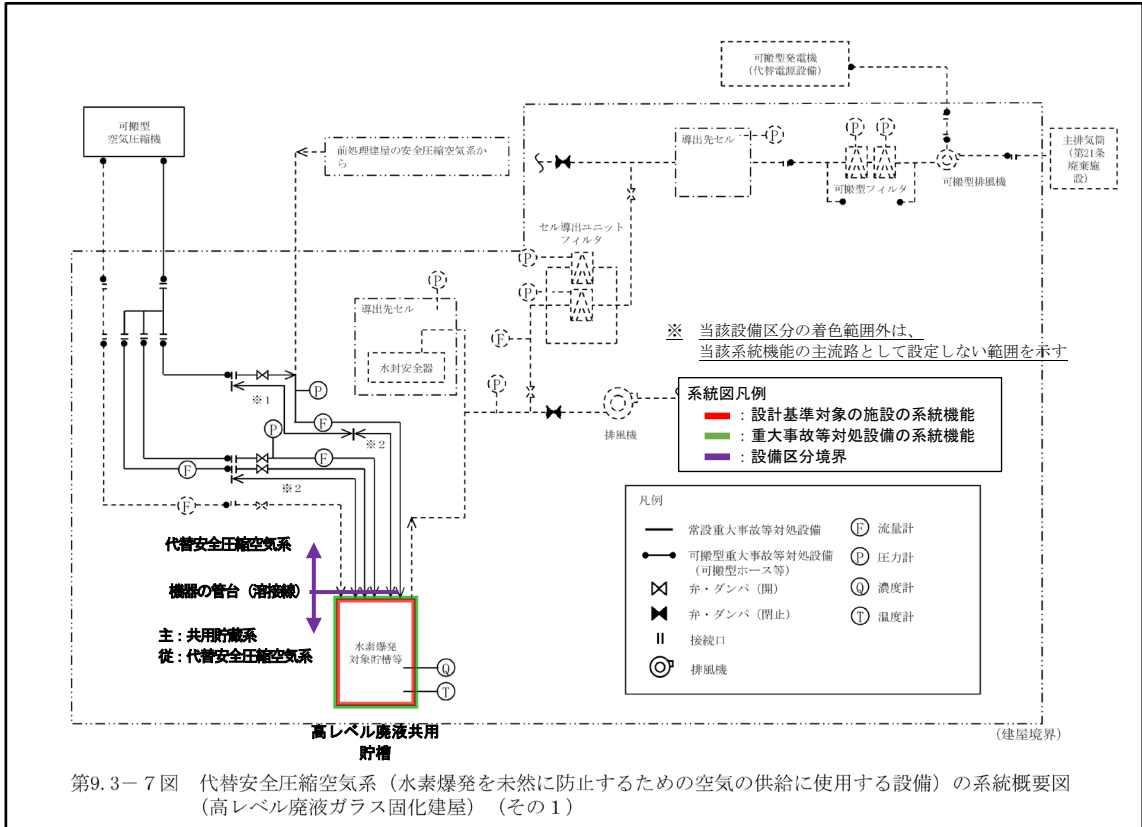 可搬型発電機
(代替電源設備)
可搬型
空気圧縮機
前処理建屋の安全圧縮空気系か
ら
導出先セル
P
P
P
主排気筒
(第21条
廃棄施
設)
可搬型フィルタ
可搬型排風機
セル導出ユニット
フィルタ
P
P
P
導出先セル
水封安全器
F
P
排風機
※ 当該設備区分の着色範囲外は、
当該系統機能の主流路として設定しない範囲を示す
系統図凡例
:設計基準対象の施設の系統機能
:重大事故等対処設備の系統機能
:設備区分境界
※1
P
F
※2
P
F
F
※2
F
代替安全圧縮空気系
機器の管台(溶接線)
主:共用貯蔵系
従:代替安全圧縮空気系
水素爆発
対象貯槽等
Q
T
高レベル廃液共用
貯槽
凡例
常設重大事故等対処設備
可搬型重大事故等対処設備
(可搬型ホース等)
弁・ダンパ(開)
弁・ダンパ(閉止)
接続口
排風機
F 流量計
P 圧力計
Q 濃度計
T 温度計
(建屋境界)
第9.3-7図 代替安全圧縮空気系(水素爆発を未然に防止するための空気の供給に使用する設備)の系統概要図
(高レベル廃液ガラス固化建屋)(その1)